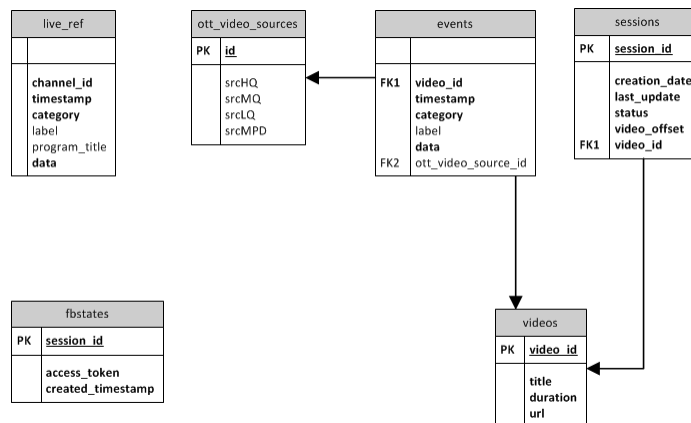 live_ref
channel_id
timestamp
category
label
program_title
data
ott_video_sources
PK id
srcHQ
srcMQ
srcLQ
srcMPD
events
FK1 video_id
timestamp
category
label
data
FK2 ott_video_source_id
sessions
PK session_id
creation_date
last_update
status
video_offset
FK1 video_id
fbstates
PK session_id
access_token
created_timestamp
videos
PK video_id
title
duration
url